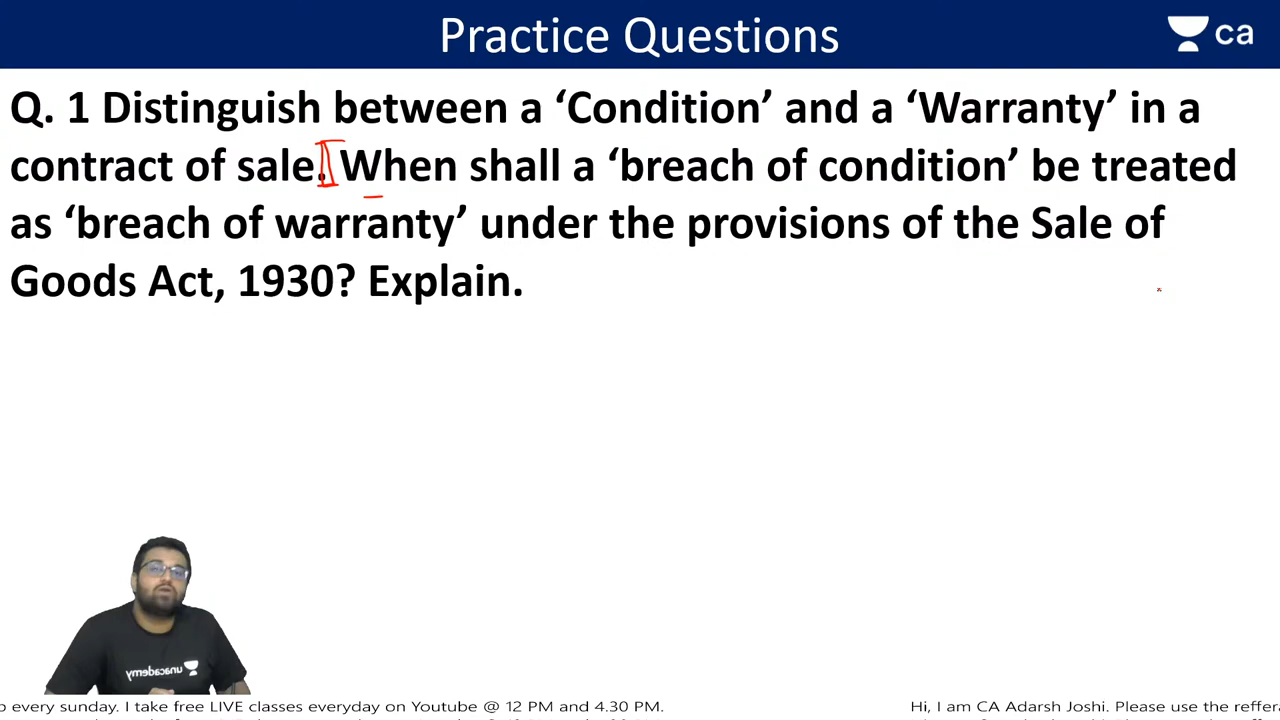 Practice Questions
ca
Q. 1 Distinguish between a ‘Condition’ and a ‘Warranty’ in a
contract of sale. When shall a ‘breach of condition’ be treated
as ‘breach of warranty’ under the provisions of the Sale of
Goods Act, 1930? Explain.
unacademy
o every sunday. I take free LIVE classes everyday on Youtube @ 12 PM and 4.30 PM.
Hi, I am CA Adarsh Joshi. Please use the reffera